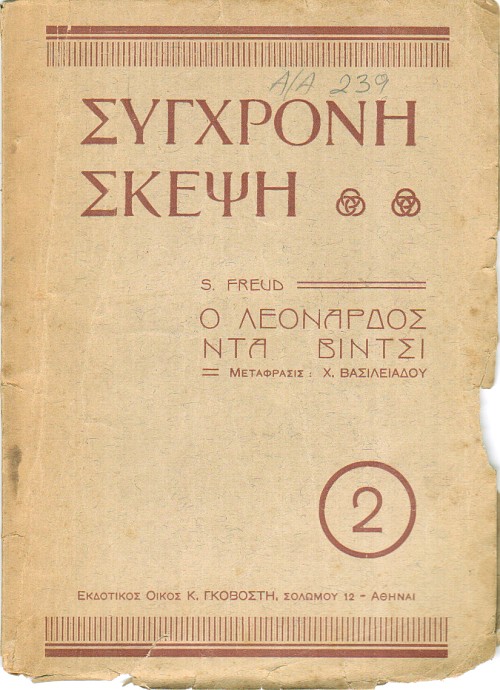 A/A 239
ΣΥΓΧΡΟΝΗ
ΣΚΕΨΗ
S. FREUD
Ο ΛΕΟΝΑΡΔΟΣ
ΝΤΑ ΒΙΝΤΣΙ
ΜΕΤΑΦΡΑΣΙΣ : Χ. ΒΑΣΙΛΕΙΑΔΟΥ
2
ΕΚΔΟΤΙΚΟΣ ΟΙΚΟΣ Κ. ΓΚΟΒΟΣΤΗ, ΣΟΛΩΜΟΥ 12 – ΑΘΗΝΑΙ